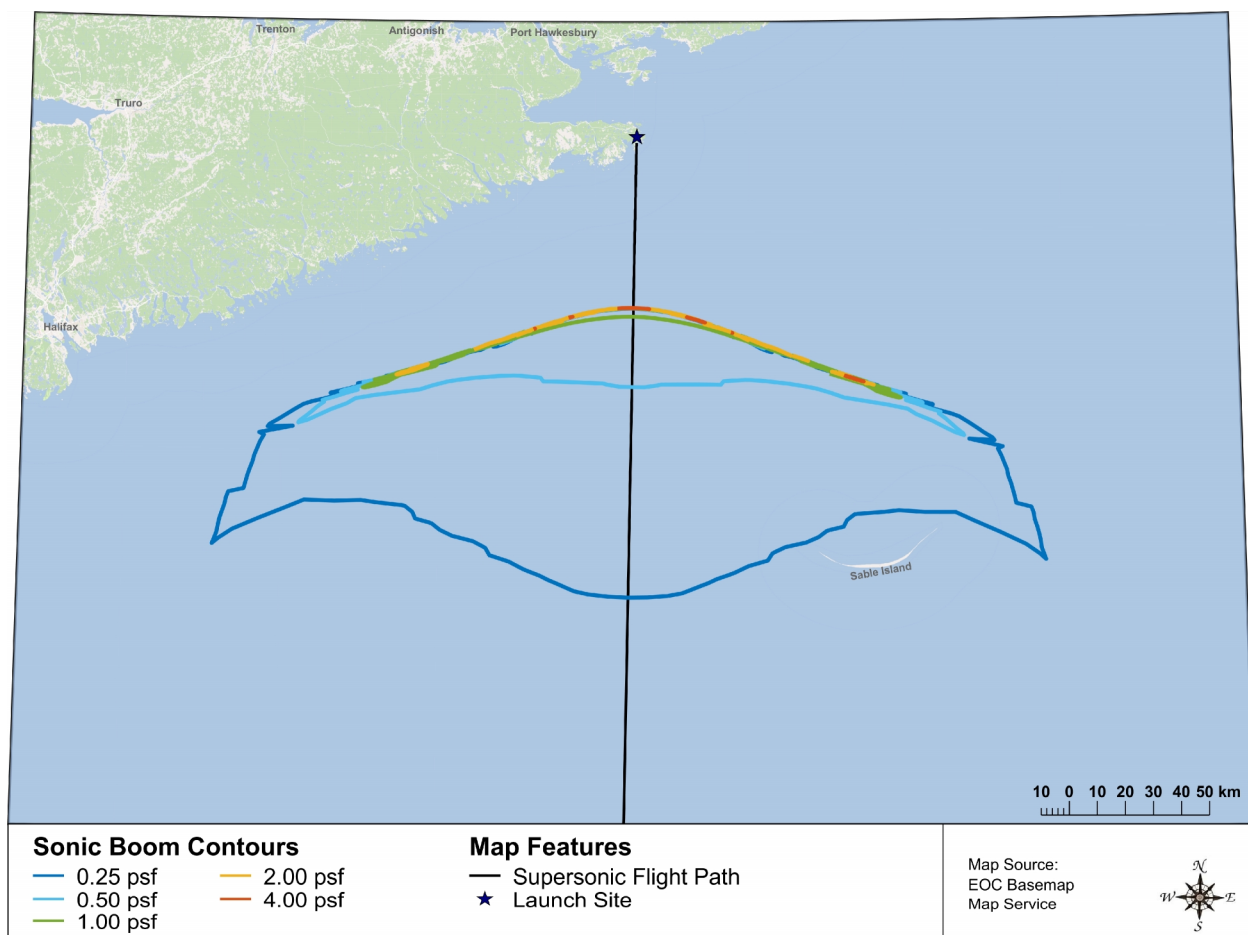 Trenton
Antigonish
Port Hawkesbury
Truro
Halifax
Sable Island
10 0 10 20 30 40 50 km
Sonic Boom Contours
0.25 psf
0.50 psf
1.00 psf
2.00 psf
4.00 psf
Map Features
Supersonic Flight Path
Launch Site
Map Source:
EOC Basemap
Map Service
N
W E
S